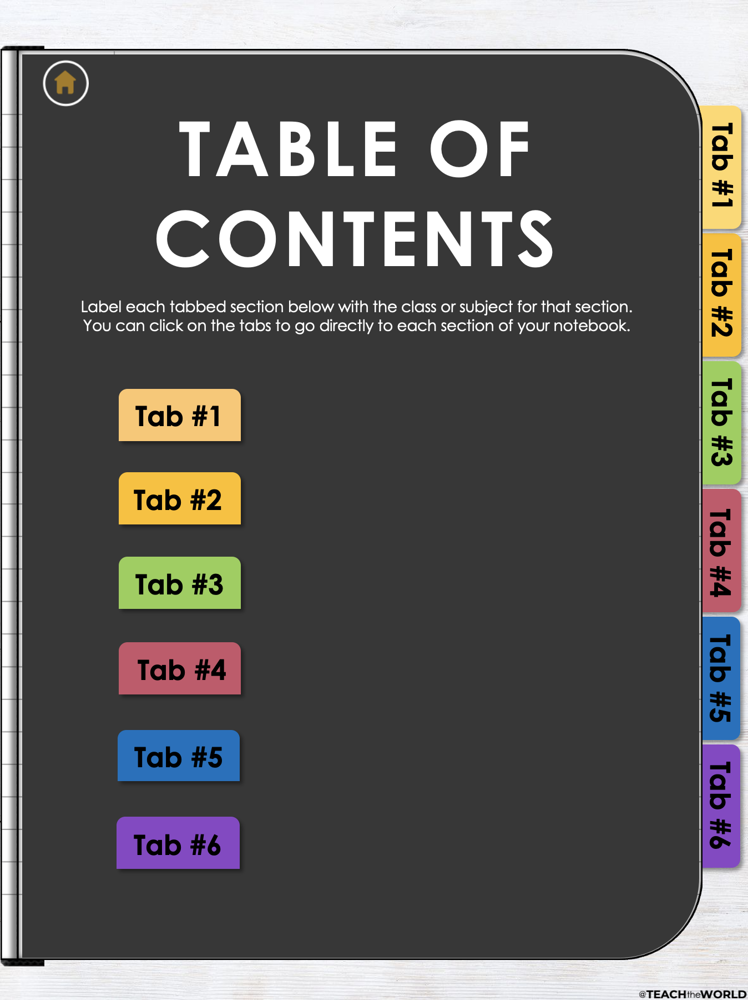 TABLE OF
CONTENTS
Label each tabbed section below with the class or subject for that section.
You can click on the tabs to go directly to each section of your notebook.
Tab #1
Tab #2
Tab #3
Tab #4
Tab #5
Tab #6
Tab #1
Tab #2
Tab #3
Tab #4
Tab #5
Tab #6
@TEACHtheWORLD